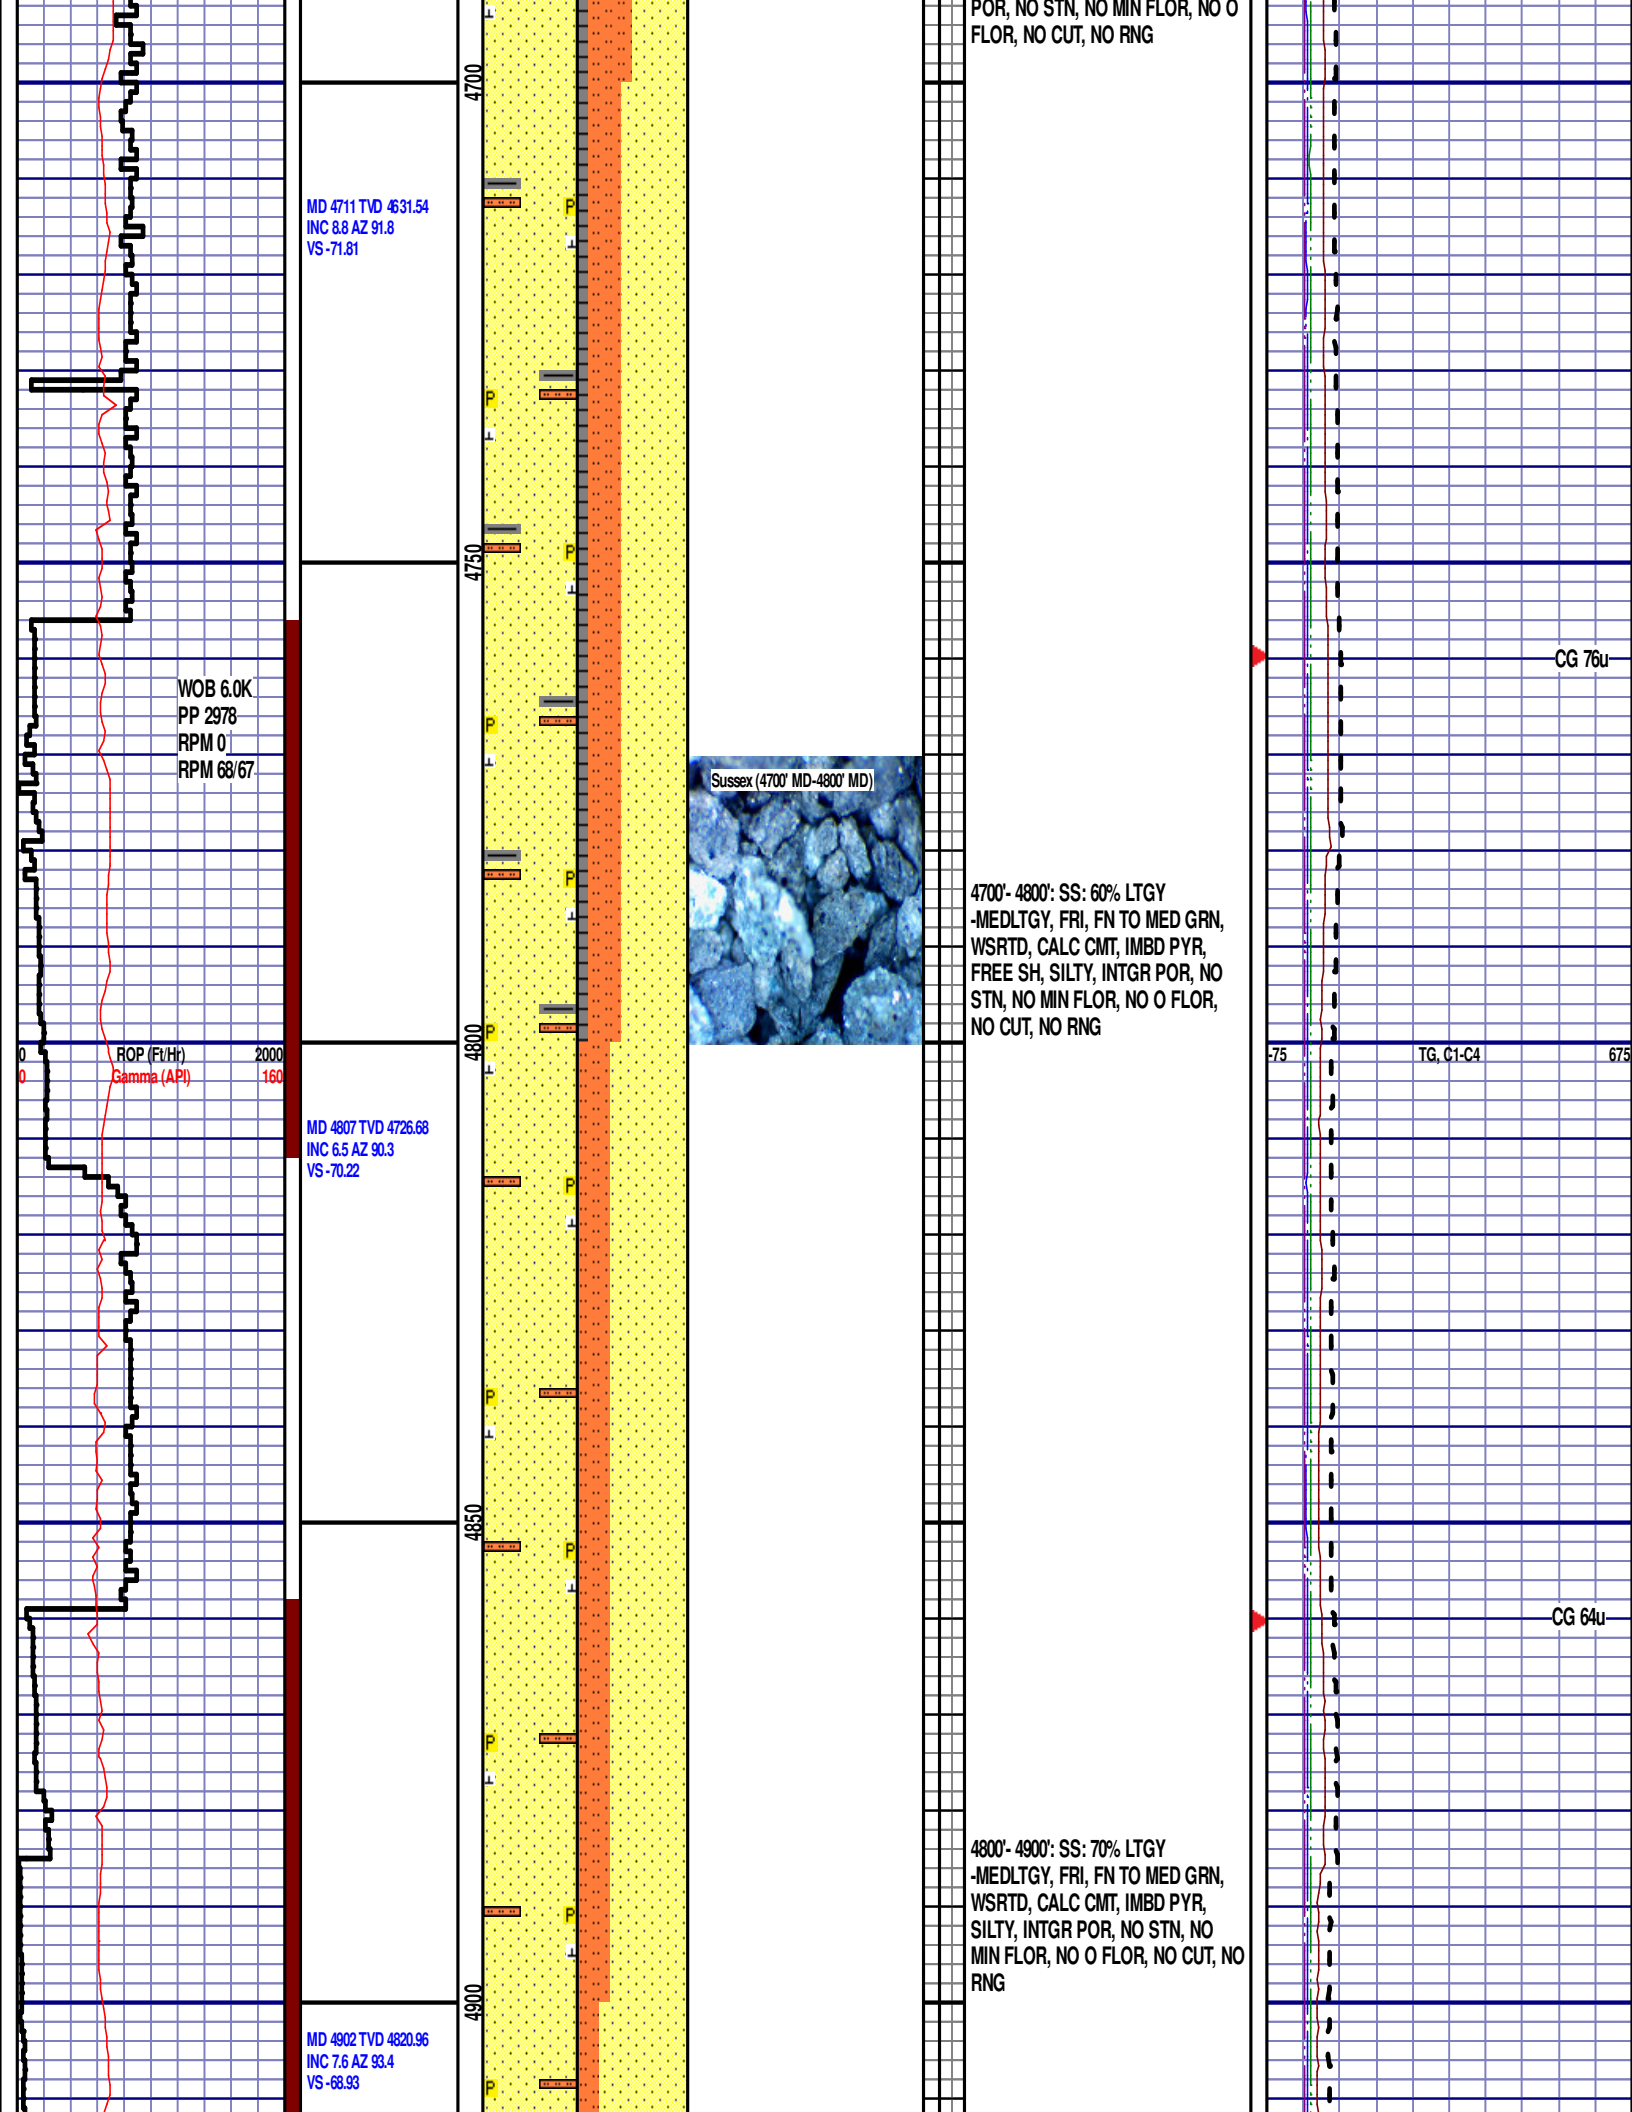 POR, NO STN, NO MIN FLOR, NO O
FLOR, NO CUT, NO RNG
4700
MD 4711 TVD 4631.54
INC 8.8 AZ 91.8
VS -71.81
P
P
4750
P
CG 76u
WOB 6.0K
PP 2978
RPM 0
RPM 68/67
P
Sussex (4700' MD-4800' MD)
P
4700'- 4800': SS: 60% LTGY
-MEDLTGY, FRI, FN TO MED GRN,
WSRTD, CALC CMT, IMBD PYR,
FREE SH, SILTY, INTGR POR, NO
STN, NO MIN FLOR, NO O FLOR,
NO CUT, NO RNG
P
4800
0 ROP (Ft/Hr) 2000
0 Gamma (API) 160
-75 TG, C1-C4 675
MD 4807 TVD 4726.68
INC 6.5 AZ 90.3
VS -70.22
P
P
4850
P
CG 64u
P
4800'- 4900': SS: 70% LTGY
-MEDLTGY, FRI, FN TO MED GRN,
WSRTD, CALC CMT, IMBD PYR,
SILTY, INTGR POR, NO STN, NO
MIN FLOR, NO O FLOR, NO CUT, NO
RNG
P
4900
MD 4902 TVD 4820.96
INC 7.6 AZ 93.4
VS -68.93
P